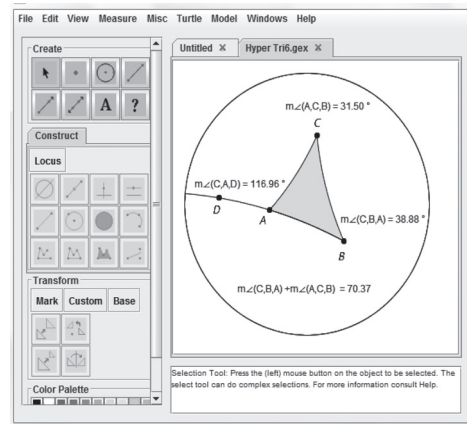 File Edit View Measure Misc Turtle Model Windows Help
Create
A ?
Construct
Locus
Transform
Mark Custom Base
Color Palette
Untitled × Hyper Tri6.gex ×
m∠(A,C,B) = 31.50 °
C
m∠(C,A,D) = 116.96 °
D
A
m∠(C,B,A) = 38.88 °
B
m∠(C,B,A) +m∠(A,C,B) = 70.37
Selection Tool: Press the (left) mouse button on the object to be selected. The
select tool can do complex selections. For more information consult Help.